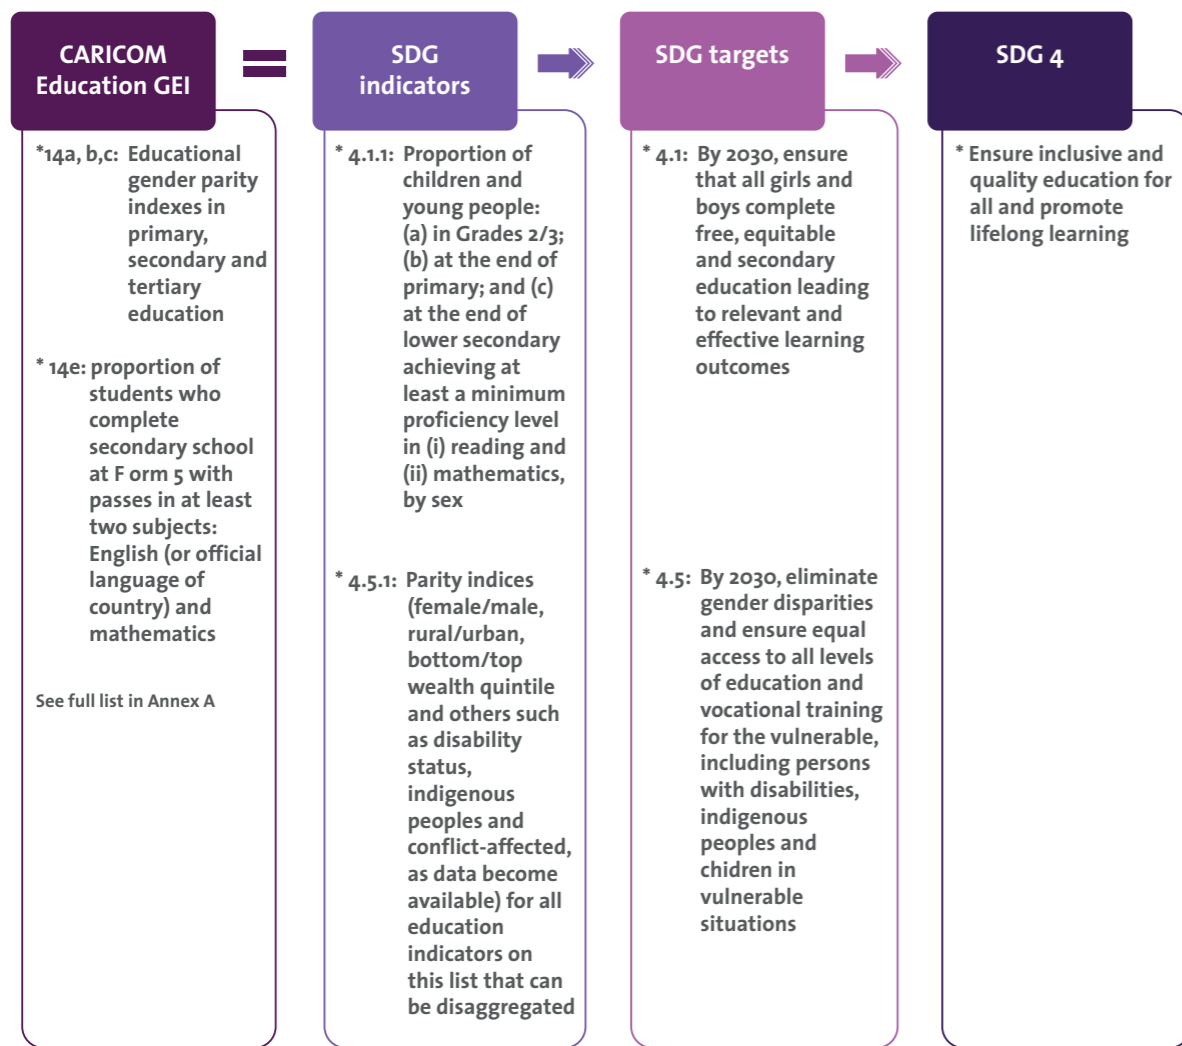 CARICOM
Education GEI
SDG
indicators
SDG targets
SDG 4
*14a, b,c: Educational
gender parity
indexes in
primary,
secondary and
tertiary
education
* 14e: proportion of
students who
complete
secondary school
at F orm 5 with
passes in at least
two subjects:
English (or official
language of
country) and
mathematics
See full list in Annex A
* 4.1.1: Proportion of
children and
young people:
(a) in Grades 2/3;
(b) at the end of
primary; and (c)
at the end of
lower secondary
achieving at
least a minimum
proficiency level
in (i) reading and
(ii) mathematics,
by sex
* 4.5.1: Parity indices
(female/male,
rural/urban,
bottom/top
wealth quintile
and others such
as disability
status,
indigenous
peoples and
conflict-affected,
as data become
available) for all
education
indicators on
this list that can
be disaggregated
* 4.1: By 2030, ensure
that all girls and
boys complete
free, equitable
and secondary
education leading
to relevant and
effective learning
outcomes
* 4.5: By 2030, eliminate
gender disparities
and ensure equal
access to all levels
of education and
vocational training
for the vulnerable,
including persons
with disabilities,
indigenous
peoples and
chidren in
vulnerable
situations
* Ensure inclusive and
quality education for
all and promote
lifelong learning